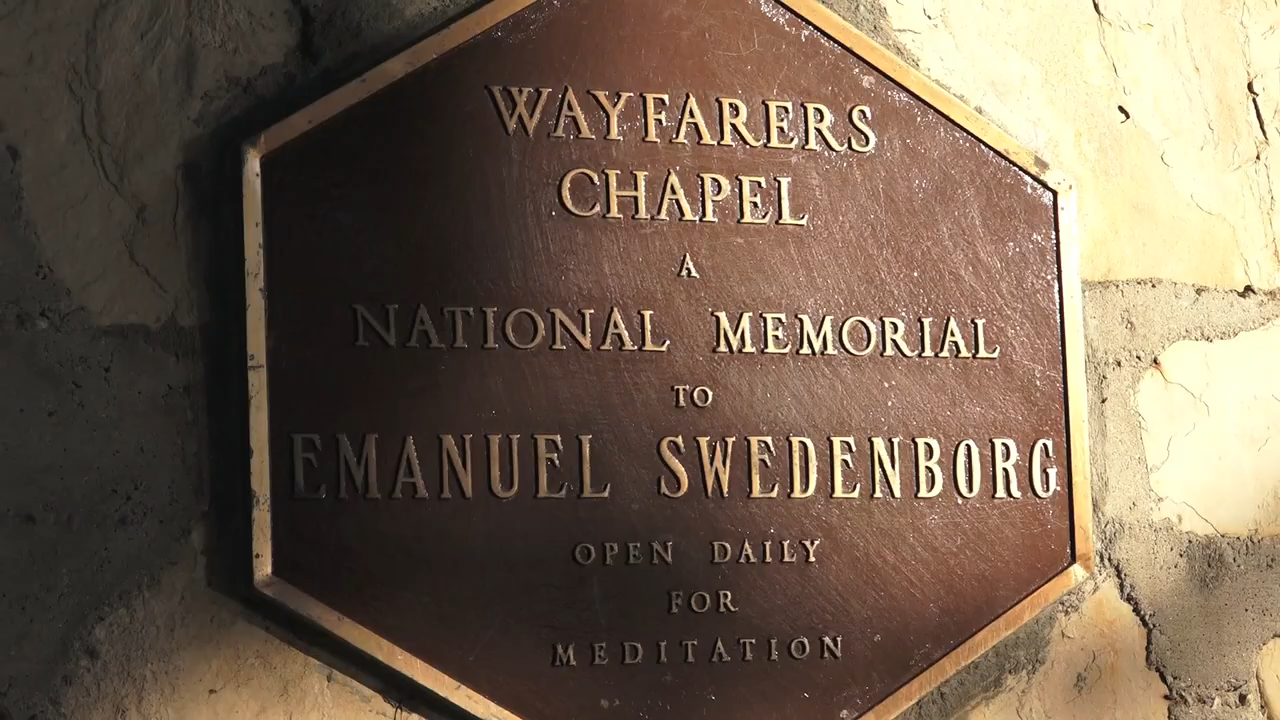 WAYFARERS
CHAPEL
A
NATIONAL MEMORIAL
TO
EMANUEL SWEDENBORG
OPEN DAILY
FOR
MEDITATION